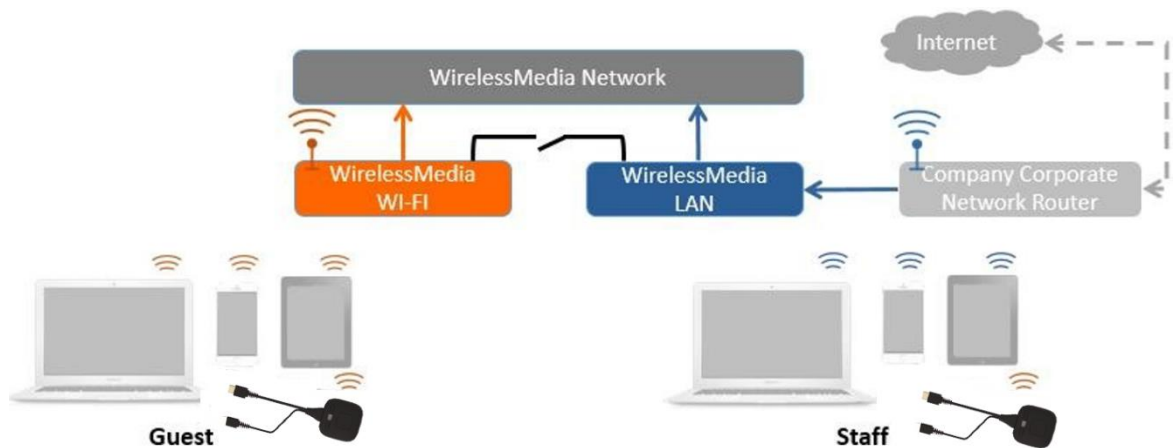 Internet
WirelessMedia Network
WirelessMedia
WI-FI
WirelessMedia
LAN
Company Corporate
Network Router
Guest
Staff